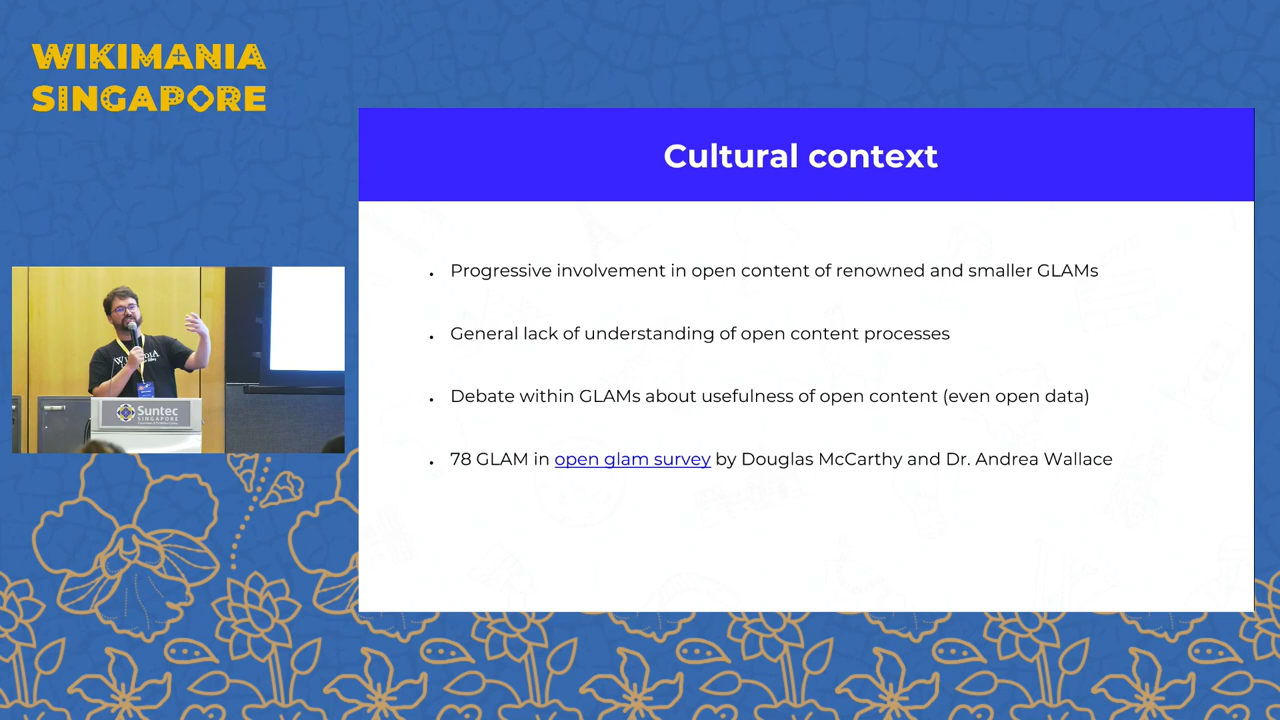 WIKIMANIA
SINGAPORE
Cultural context
. Progressive involvement in open content of renowned and smaller GLAMs
. General lack of understanding of open content processes
. Debate within GLAMs about usefulness of open content (even open data)
. 78 GLAM in open glam survey by Douglas McCarthy and Dr. Andrea Wallace
WIKIPEDIA
Suntec
SINGAPORE